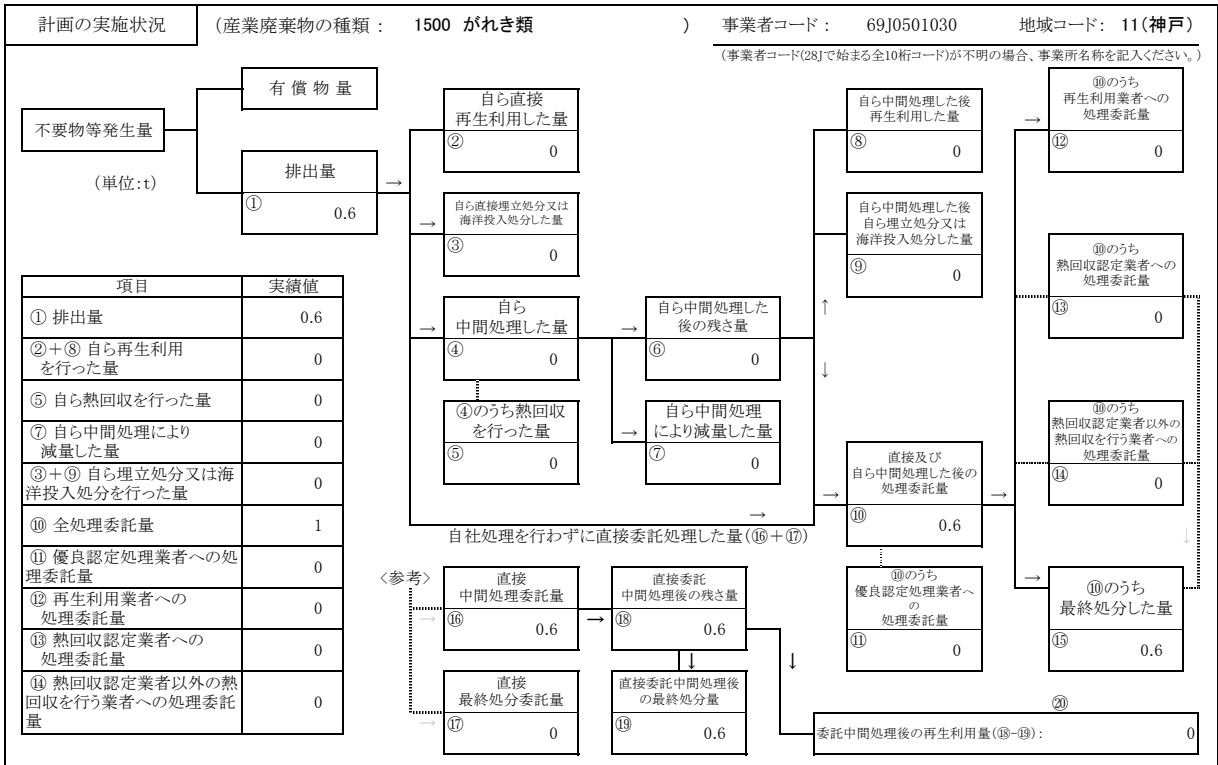 計画の実施状況
(産業廃棄物の種類： 1500 がれき類 )
事業者コード： 69J0501030
地域コード： 11(神戸)
(事業者コード(28Jで始まる全10桁コード)が不明の場合、事業所名称を記入ください。)
不要物等発生量
(単位:t)
有償物量
排出量
① 0.6
→
自ら直接
再生利用した量
② 0
→
自ら直接埋立処分又は
海洋投入処分した量
③ 0
→
自ら
中間処理した量
④ 0
④のうち熱回収
を行った量
⑤ 0
→
自ら中間処理した
後の残さ量
⑥ 0
→
自ら中間処理
により減量した量
⑦ 0
自ら中間処理した後
再生利用した量
⑧ 0
自ら中間処理した後
自ら埋立処分又は
海洋投入処分した量
⑨ 0
↑
↓
→
→
自社処理を行わずに直接委託処理した量(⑯+⑰)
直接及び
自ら中間処理した後の
処理委託量
⑩ 0.6
→
⑩のうち
優良認定処理業者へ
の
処理委託量
⑪ 0
→
⑩のうち
再生利用業者への
処理委託量
⑫ 0
⑩のうち
熱回収認定業者への
処理委託量
⑬ 0
⑩のうち
熱回収認定業者以外の
熱回収を行う業者への
処理委託量
⑭ 0
↓
→
⑩のうち
最終処分した量
⑮ 0.6
項目 実績値
① 排出量 0.6
②+⑧ 自ら再生利用
を行った量 0
⑤ 自ら熱回収を行った量 0
⑦ 自ら中間処理により
減量した量 0
③+⑨ 自ら埋立処分又は海
洋投入処分を行った量 0
⑩ 全処理委託量 1
⑪ 優良認定処理業者への処
理委託量 0
⑫ 再生利用業者への
処理委託量 0
⑬ 熱回収認定業者への
処理委託量 0
⑭ 熱回収認定業者以外の熱
回収を行う業者への処理委託
量 0
〈参考〉
→
直接
中間処理委託量
⑯ 0.6
→
直接委託
中間処理後の残さ量
⑱ 0.6
↓
↓
→
直接
最終処分委託量
⑰ 0
直接委託中間処理後
の最終処分量
⑲ 0.6
⑳
委託中間処理後の再生利用量(⑱-⑲)： 0